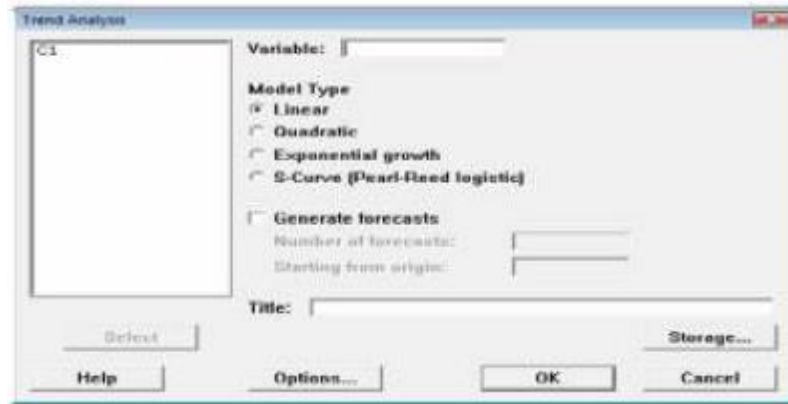 Trend Analysis
C1
Variable:
Model Type
Linear
Quadratic
Exponential growth
S-Curve (Pearl-Reed logistic)
Generate forecasts
Number of forecasts:
Starting from origin:
Title:
Select
Storage...
Help
Options...
OK
Cancel